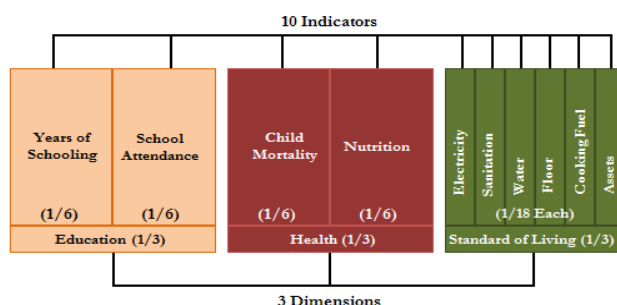 10 Indicators
Years of
Schooling
(1/6)
School
Attendance
(1/6)
Education (1/3)
Child
Mortality
(1/6)
Nutrition
(1/6)
Health (1/3)
Electricity
Sanitation
Water
Floor
Cooking Fuel
Assets
(1/18 Each)
Standard of Living (1/3)
3 Dimensions